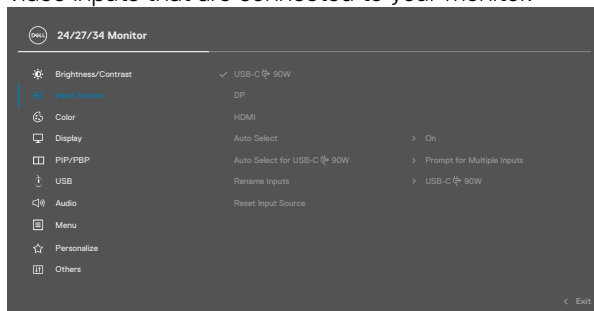 video inputs that are connected to your monitor.
DELL 24/27/34 Monitor
Brightness/Contrast ✓ USB-C 90W
Input Source DP
Color HDMI
Display Auto Select > On
PIP/PBP Auto Select for USB-C 90W > Prompt for Multiple Inputs
USB Rename Inputs > USB-C 90W
Audio Reset Input Source
Menu
Personalize
Others
< Exit